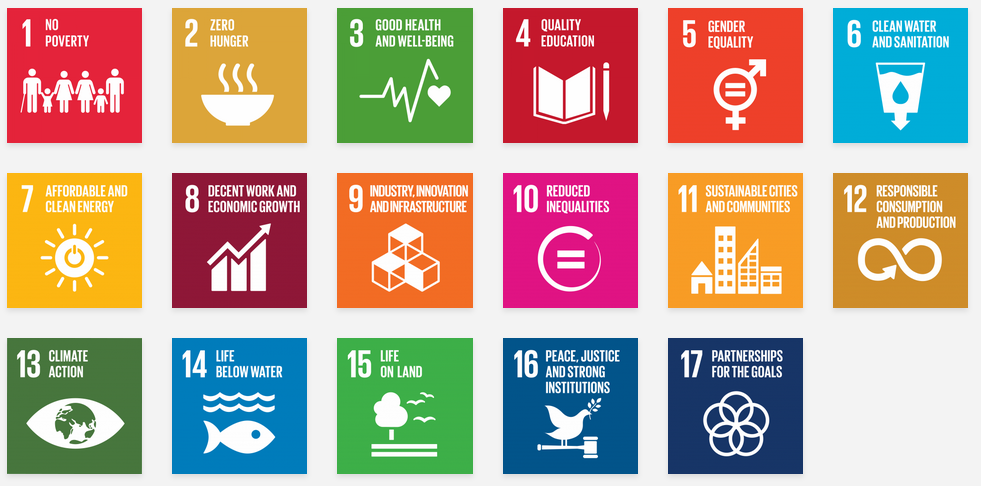 1 NO
POVERTY
2 ZERO
HUNGER
3 GOOD HEALTH
AND WELL-BEING
4 QUALITY
EDUCATION
5 GENDER
EQUALITY
6 CLEAN WATER
AND SANITATION
7 AFFORDABLE AND
CLEAN ENERGY
8 DECENT WORK AND
ECONOMIC GROWTH
9 INDUSTRY, INNOVATION
AND INFRASTRUCTURE
10 REDUCED
INEQUALITIES
11 SUSTAINABLE CITIES
AND COMMUNITIES
12 RESPONSIBLE
CONSUMPTION
AND PRODUCTION
13 CLIMATE
ACTION
14 LIFE
BELOW WATER
15 LIFE
ON LAND
16 PEACE, JUSTICE
AND STRONG
INSTITUTIONS
17 PARTNERSHIPS
FOR THE GOALS